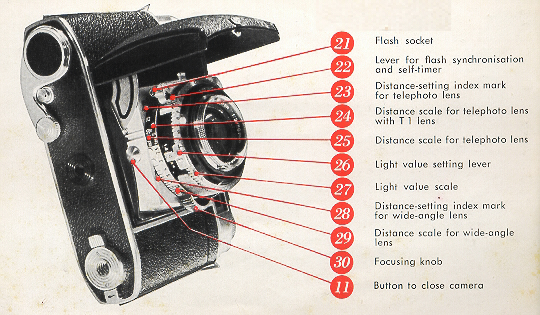 21 Flash socket
22 Lever for flash synchronisation
and self-timer
23 Distance-setting index mark
for telephoto lens
24 Distance scale for telephoto lens
with T 1 lens
25 Distance scale for telephoto lens
26 Light value setting lever
27 Light value scale
28 Distance-setting index mark
for wide-angle lens
29 Distance scale for wide-angle
lens
30 Focusing knob
11 Button to close camera